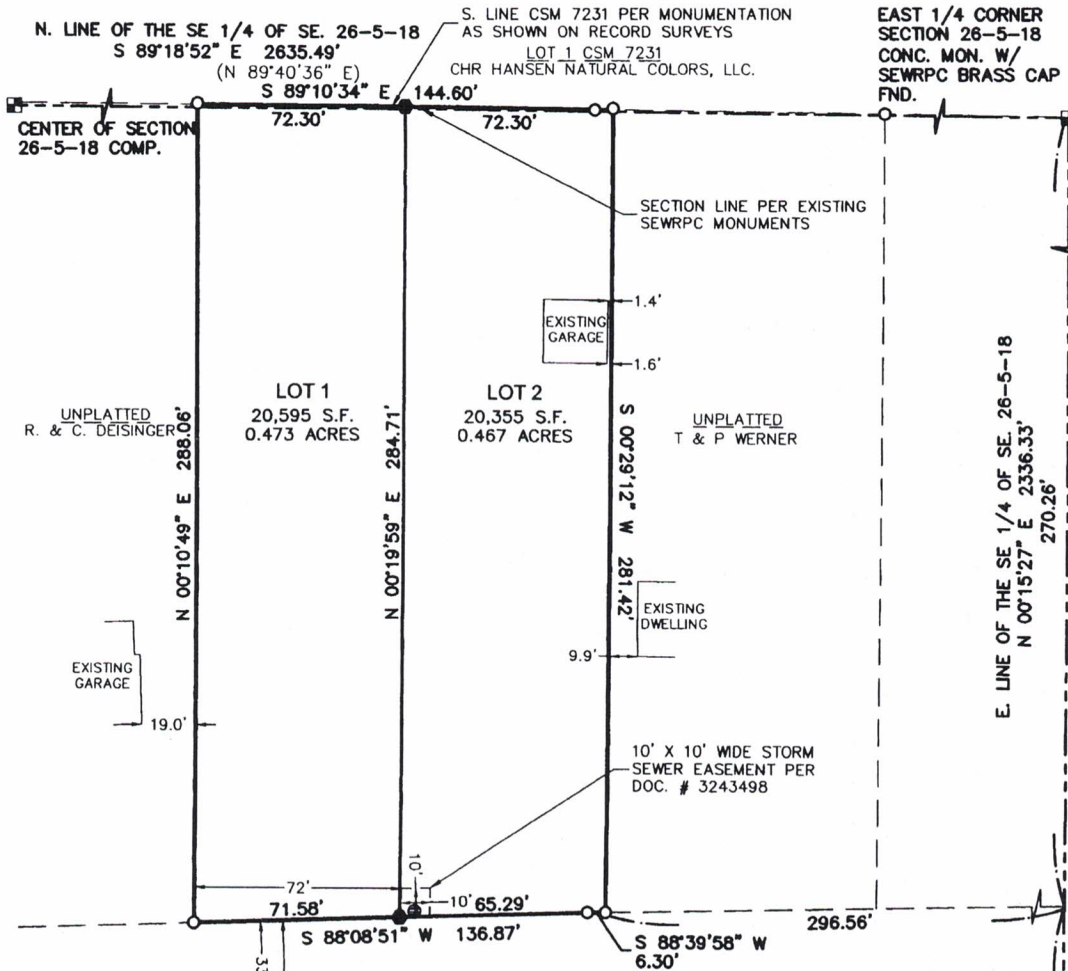 N. LINE OF THE SE 1/4 OF SE. 26-5-18
S 89°18'52" E 2635.49'
(N 89°40'36" E)
S 89°10'34" E 144.60'
S. LINE CSM 7231 PER MONUMENTATION
AS SHOWN ON RECORD SURVEYS
LOT 1 CSM 7231
CHR HANSEN NATURAL COLORS, LLC.
EAST 1/4 CORNER
SECTION 26-5-18
CONC. MON. W/
SEWRPC BRASS CAP
FND.
CENTER OF SECTION
26-5-18 COMP.
72.30'
72.30'
SECTION LINE PER EXISTING
SEWRPC MONUMENTS
1.4'
EXISTING
GARAGE
1.6'
LOT 1
20,595 S.F.
0.473 ACRES
LOT 2
20,355 S.F.
0.467 ACRES
UNPLATTED
R. & C. DEISINGER
UNPLATTED
T & P WERNER
N 00°10'49" E 288.06'
N 00°19'59" E 284.71'
S 00°29'12" W 281.42'
E. LINE OF THE SE 1/4 OF SE. 26-5-18
N 00°15'27" E 2336.33'
270.26'
EXISTING
DWELLING
9.9'
EXISTING
GARAGE
19.0'
10' X 10' WIDE STORM
SEWER EASEMENT PER
DOC. # 3243498
10'
72'
10'
71.58'
65.29'
S 88°08'51" W 136.87'
S 88°39'58" W
6.30'
296.56'